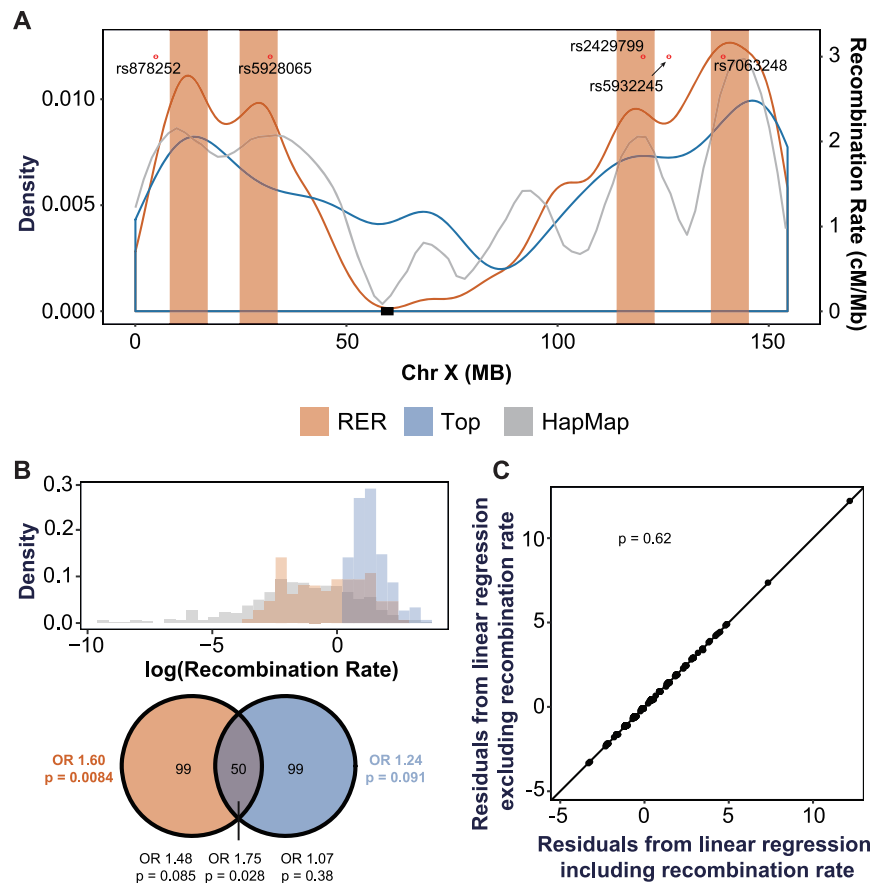 A
rs878252
rs5928065
rs2429799
rs5932245
rs7063248
0.010
0.005
0.000
Density
3
2
1
0
Recombination Rate (cM/Mb)
0
50
100
150
Chr X (MB)
RER
Top
HapMap
B
0.3
0.2
0.1
0.0
Density
−10
−5
0
log(Recombination Rate)
OR 1.60
p = 0.0084
99
50
99
OR 1.24
p = 0.091
OR 1.48
p = 0.085
OR 1.75
p = 0.028
OR 1.07
p = 0.38
C
p = 0.62
10
5
0
−5
Residuals from linear regression
excluding recombination rate
-5
0
5
10
Residuals from linear regression
including recombination rate